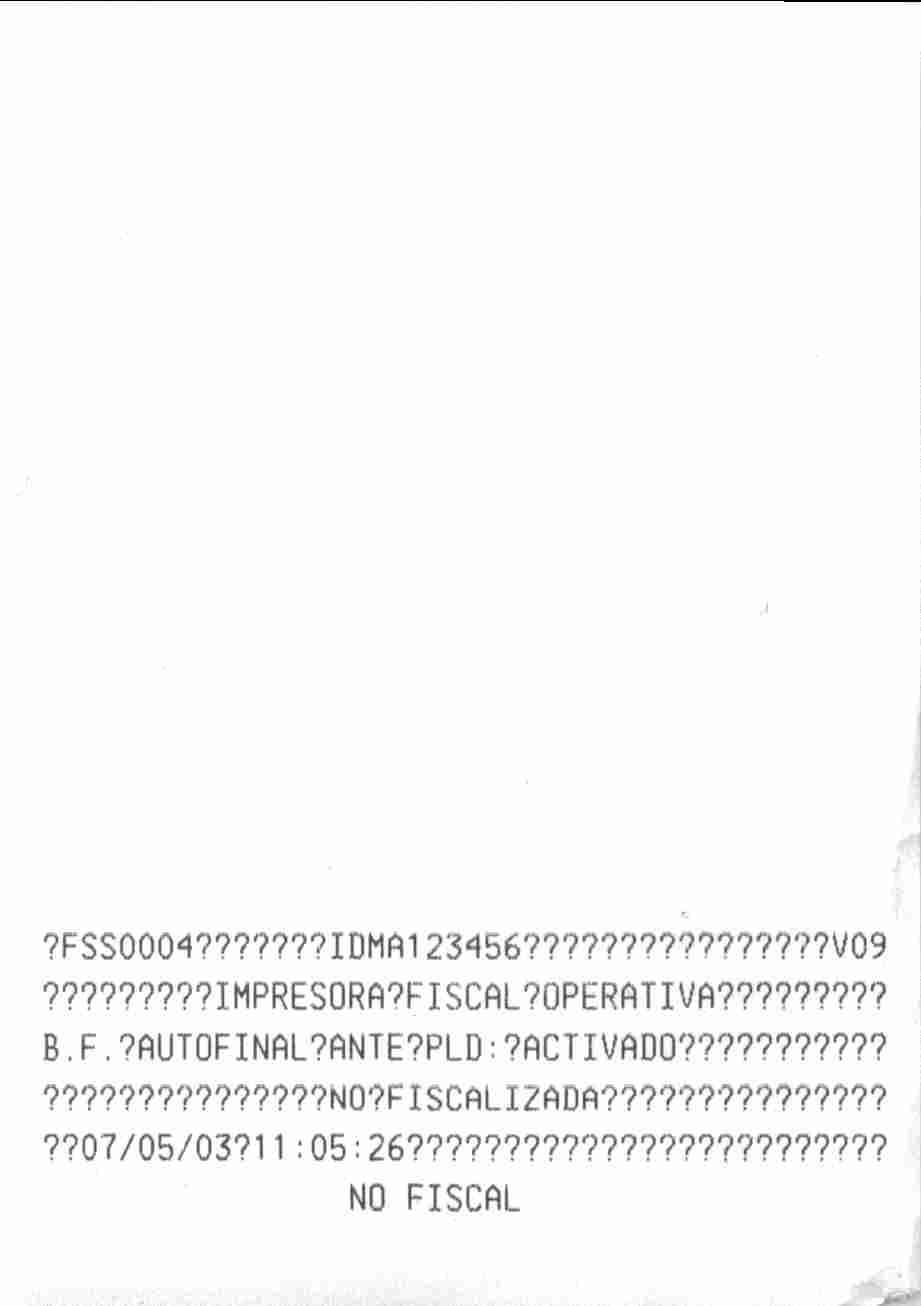 ?FSS0004???????IDMA123456????????????????V09
?????????IMPRESORA?FISCAL?OPERATIVA?????????
B.F.?AUTOFINAL?ANTE?PLD:?ACTIVADO???????????
???????????????NO?FISCALIZADA???????????????
??07/05/03?11:05:26?????????????????????????
NO FISCAL